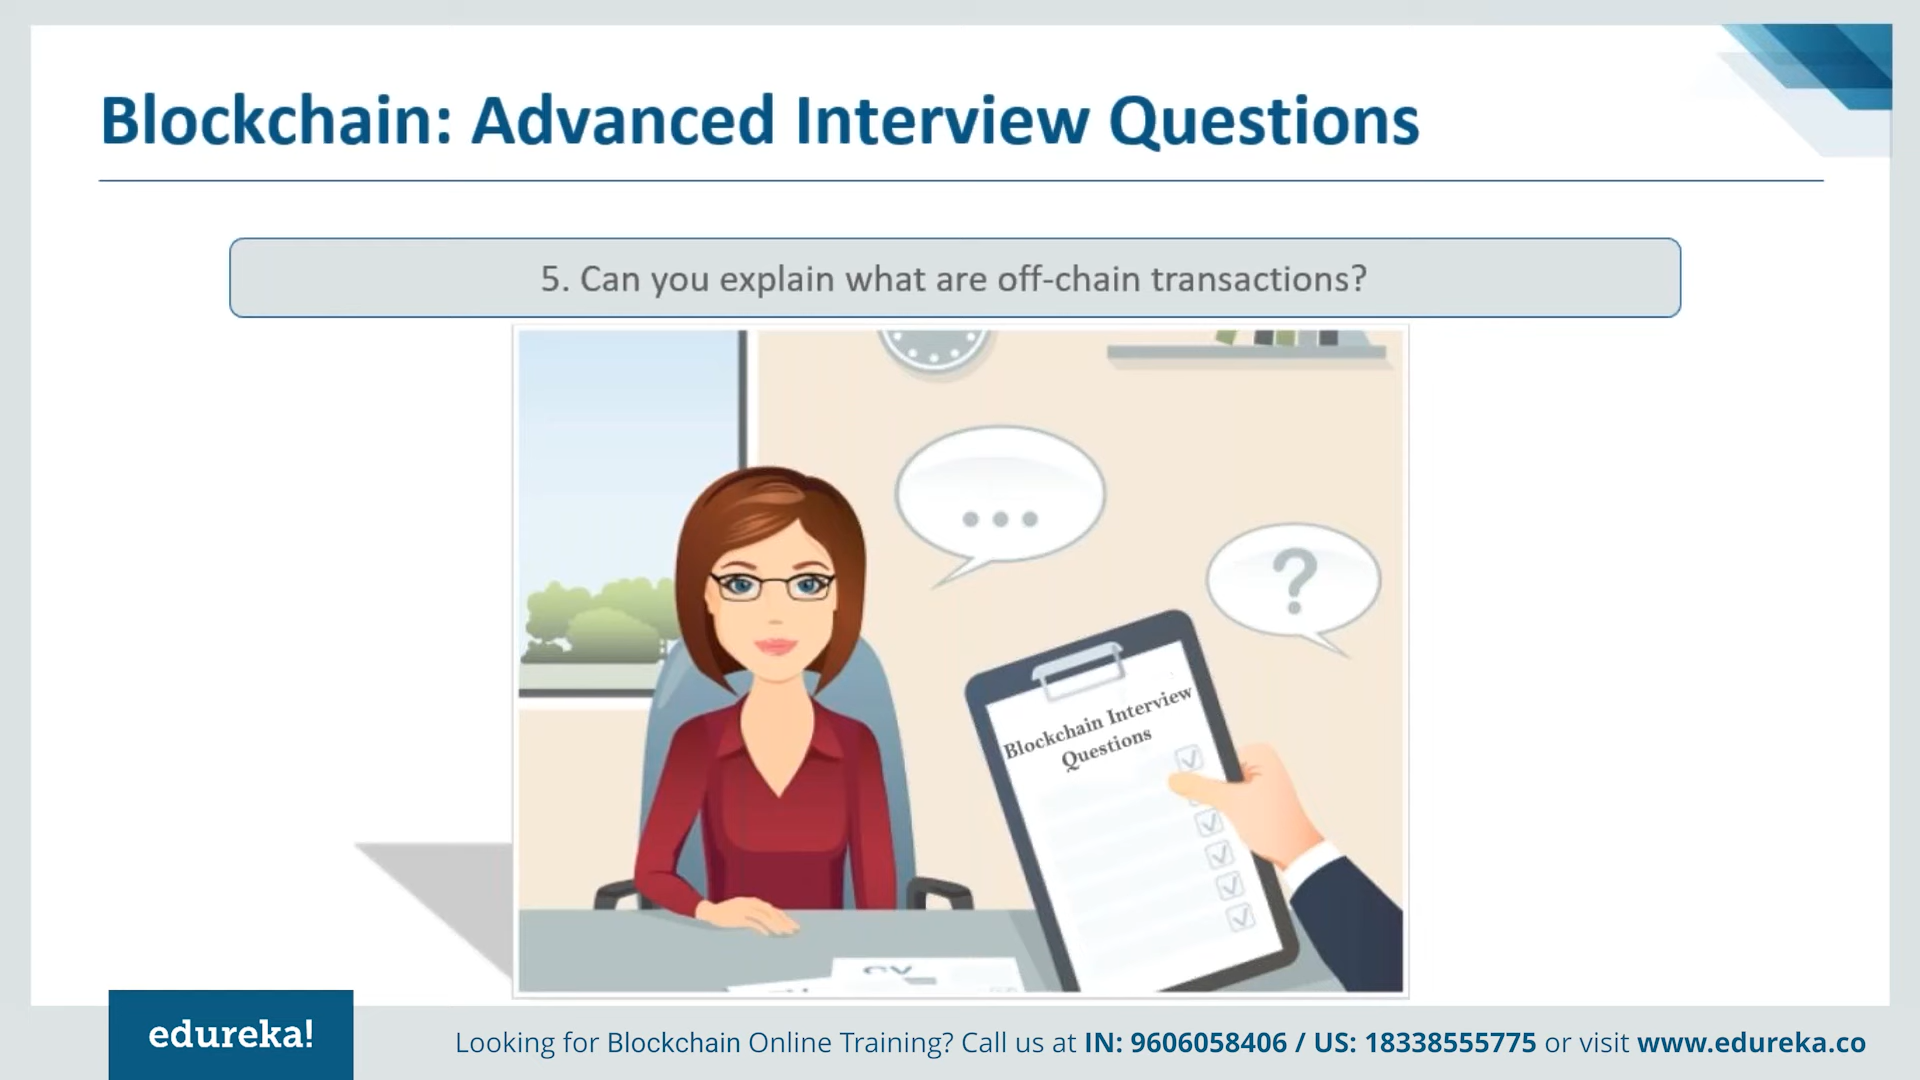 Blockchain: Advanced Interview Questions
5. Can you explain what are off-chain transactions?
?
Blockchain Interview
Questions
CV
edureka!
Looking for Blockchain Online Training? Call us at IN: 9606058406 / US: 18338555775 or visit www.edureka.co